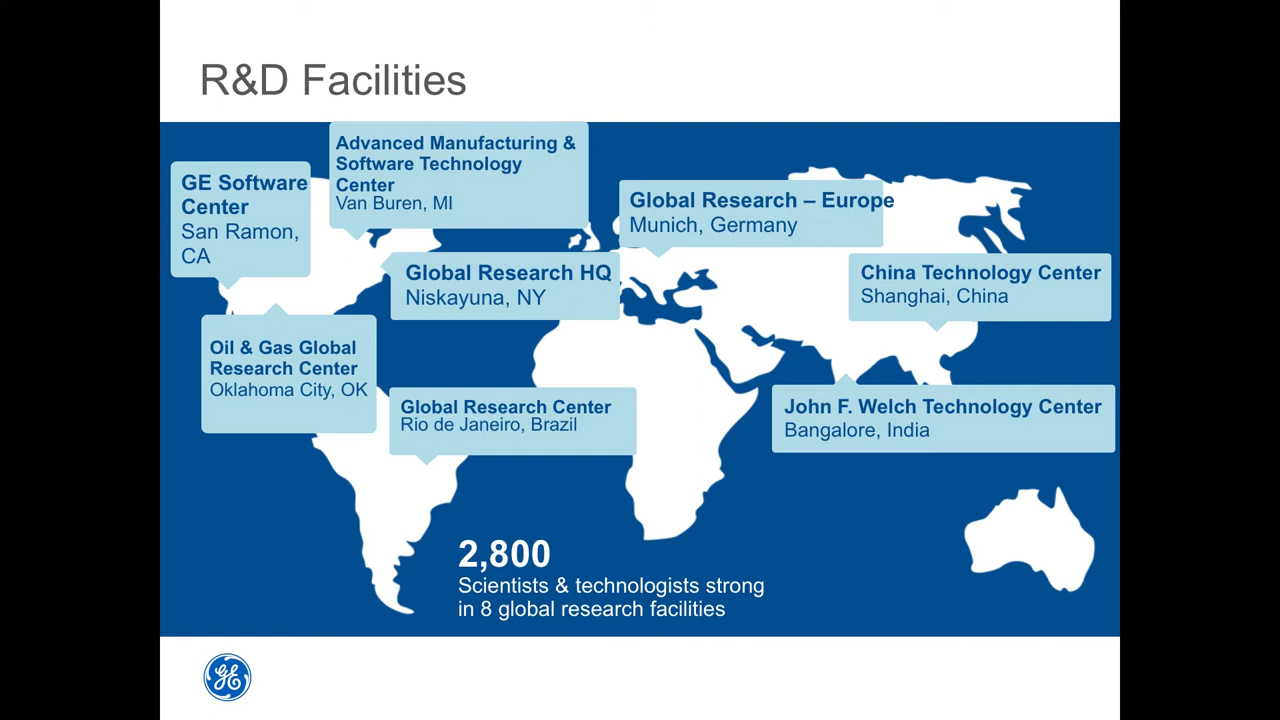 R&D Facilities
Advanced Manufacturing &
Software Technology
Center
Van Buren, MI
GE Software
Center
San Ramon,
CA
Global Research – Europe
Munich, Germany
Global Research HQ
Niskayuna, NY
China Technology Center
Shanghai, China
Oil & Gas Global
Research Center
Oklahoma City, OK
Global Research Center
Rio de Janeiro, Brazil
John F. Welch Technology Center
Bangalore, India
2,800
Scientists & technologists strong
in 8 global research facilities
GE